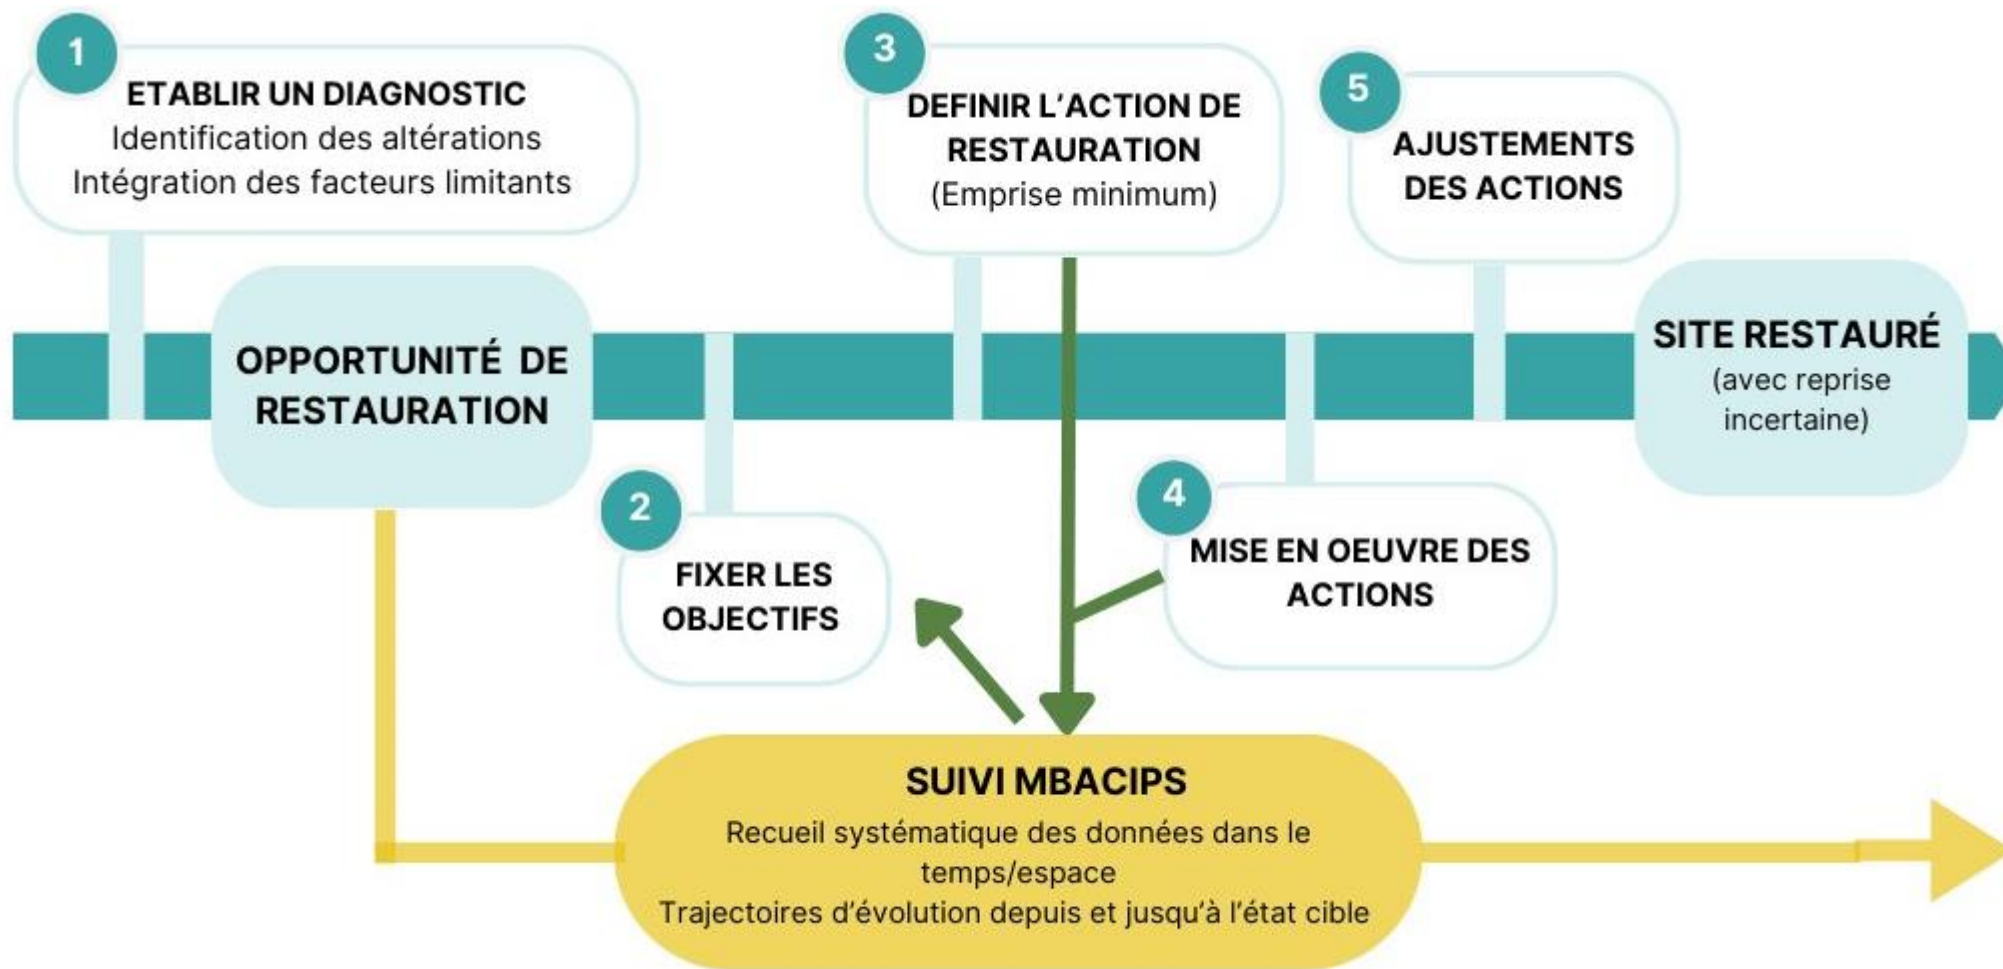 1
ETABLIR UN DIAGNOSTIC
Identification des altérations
Intégration des facteurs limitants
OPPORTUNITÉ DE
RESTAURATION
2
FIXER LES
OBJECTIFS
3
DEFINIR L'ACTION DE
RESTAURATION
(Emprise minimum)
4
MISE EN OEUVRE DES
ACTIONS
5
AJUSTEMENTS
DES ACTIONS
SITE RESTAURÉ
(avec reprise
incertaine)
SUIVI MBACIPS
Recueil systématique des données dans le
temps/espace
Trajectoires d'évolution depuis et jusqu'à l'état cible